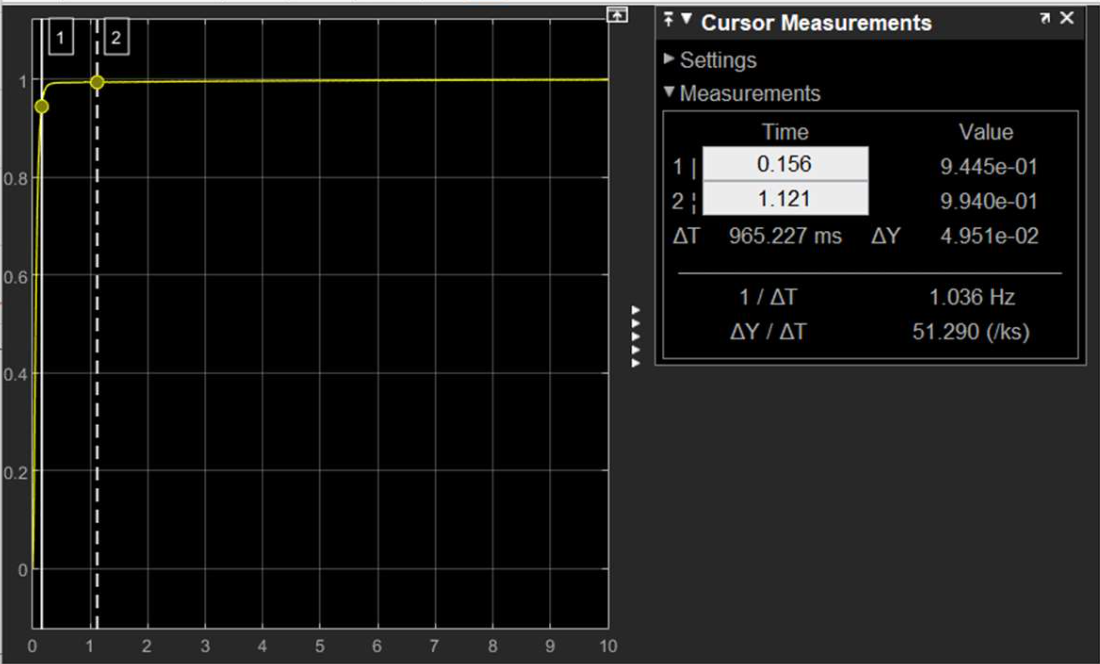 1 2
1
0.8
0.6
0.4
0.2
0
0 1 2 3 4 5 6 7 8 9 10
Cursor Measurements
Settings
Measurements
Time Value
1 | 0.156 9.445e-01
2 ¦ 1.121 9.940e-01
ΔT 965.227 ms ΔY 4.951e-02
1 / ΔT 1.036 Hz
ΔY / ΔT 51.290 (/ks)